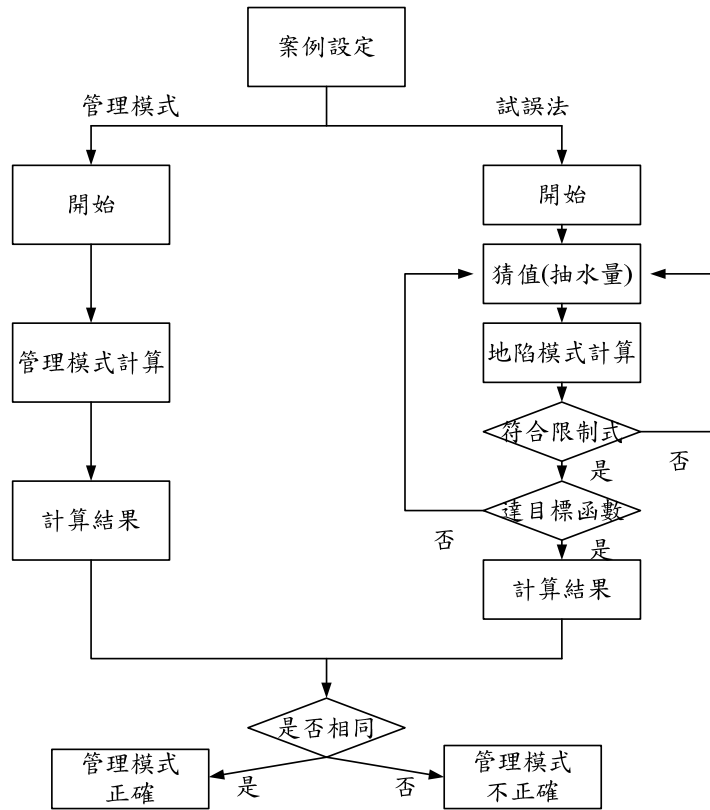 案例設定
管理模式
試誤法
開始
開始
猜值(抽水量)
管理模式計算
地陷模式計算
符合限制式
是
否
計算結果
達目標函數
否
是
計算結果
是否相同
管理模式
正確
是
否
管理模式
不正確